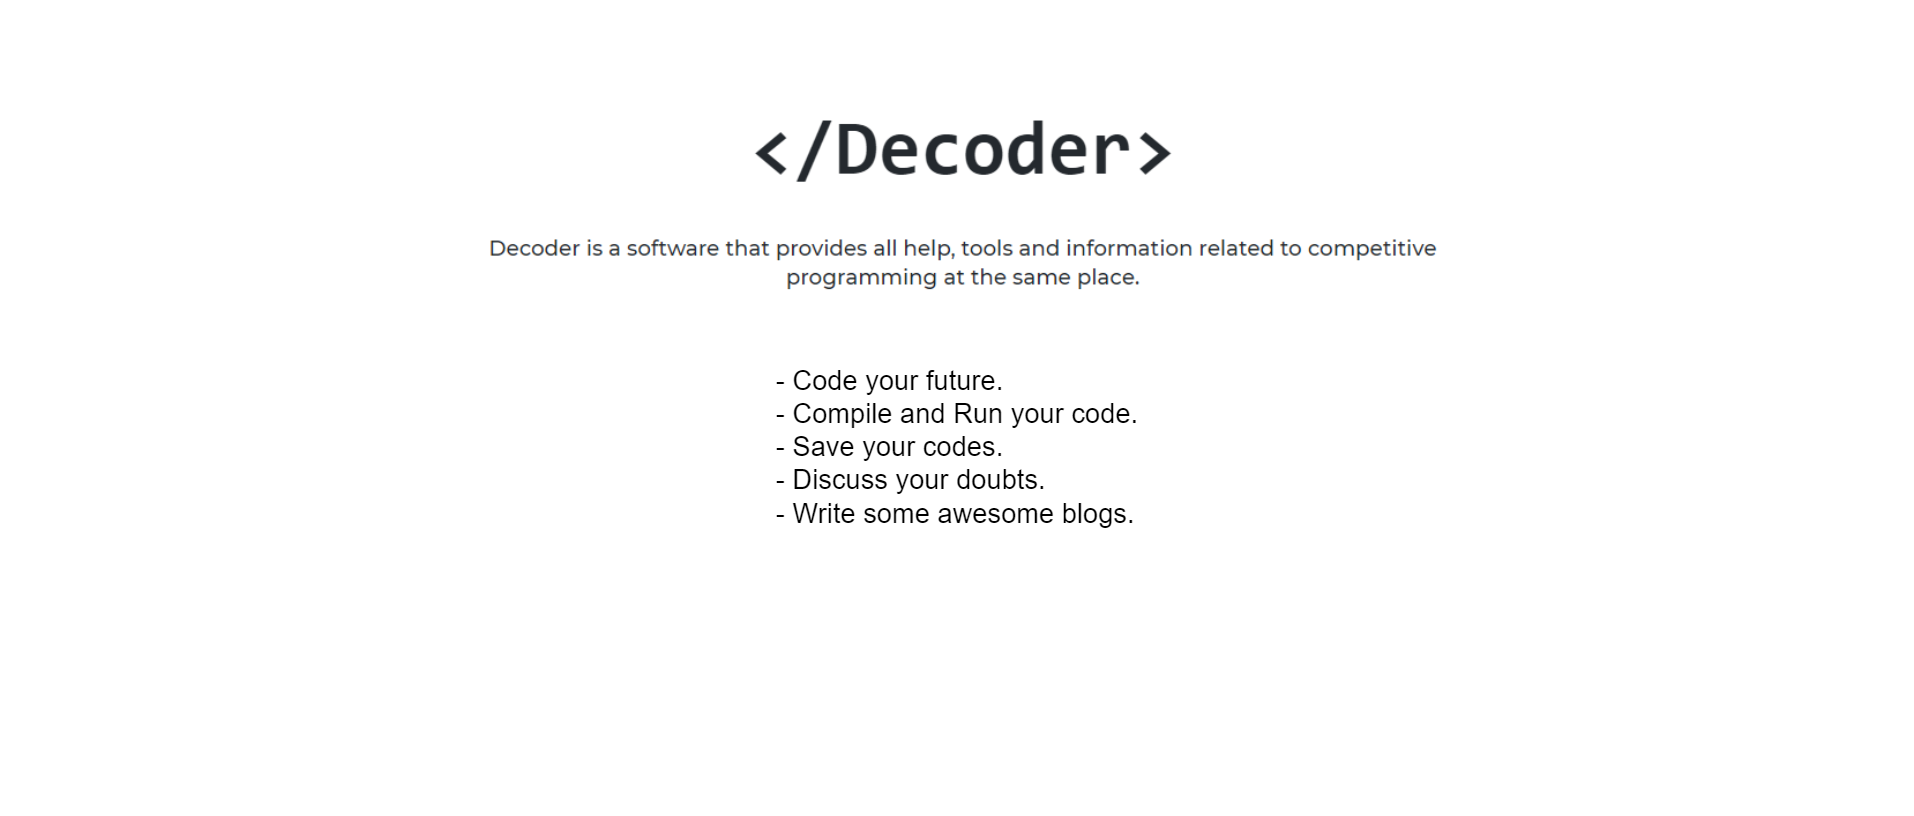 </Decoder>
Decoder is a software that provides all help, tools and information related to competitive
programming at the same place.
- Code your future.
- Compile and Run your code.
- Save your codes.
- Discuss your doubts.
- Write some awesome blogs.